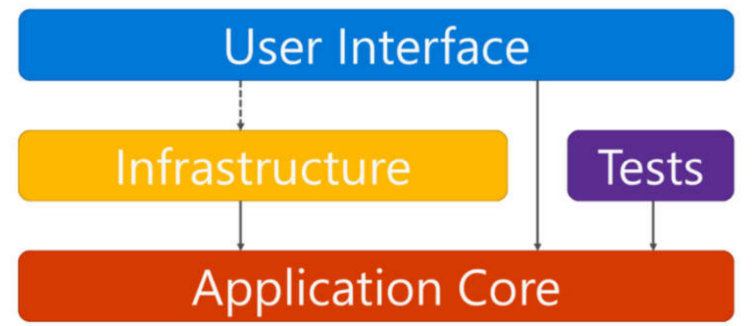 User Interface
Infrastructure
Tests
Application Core